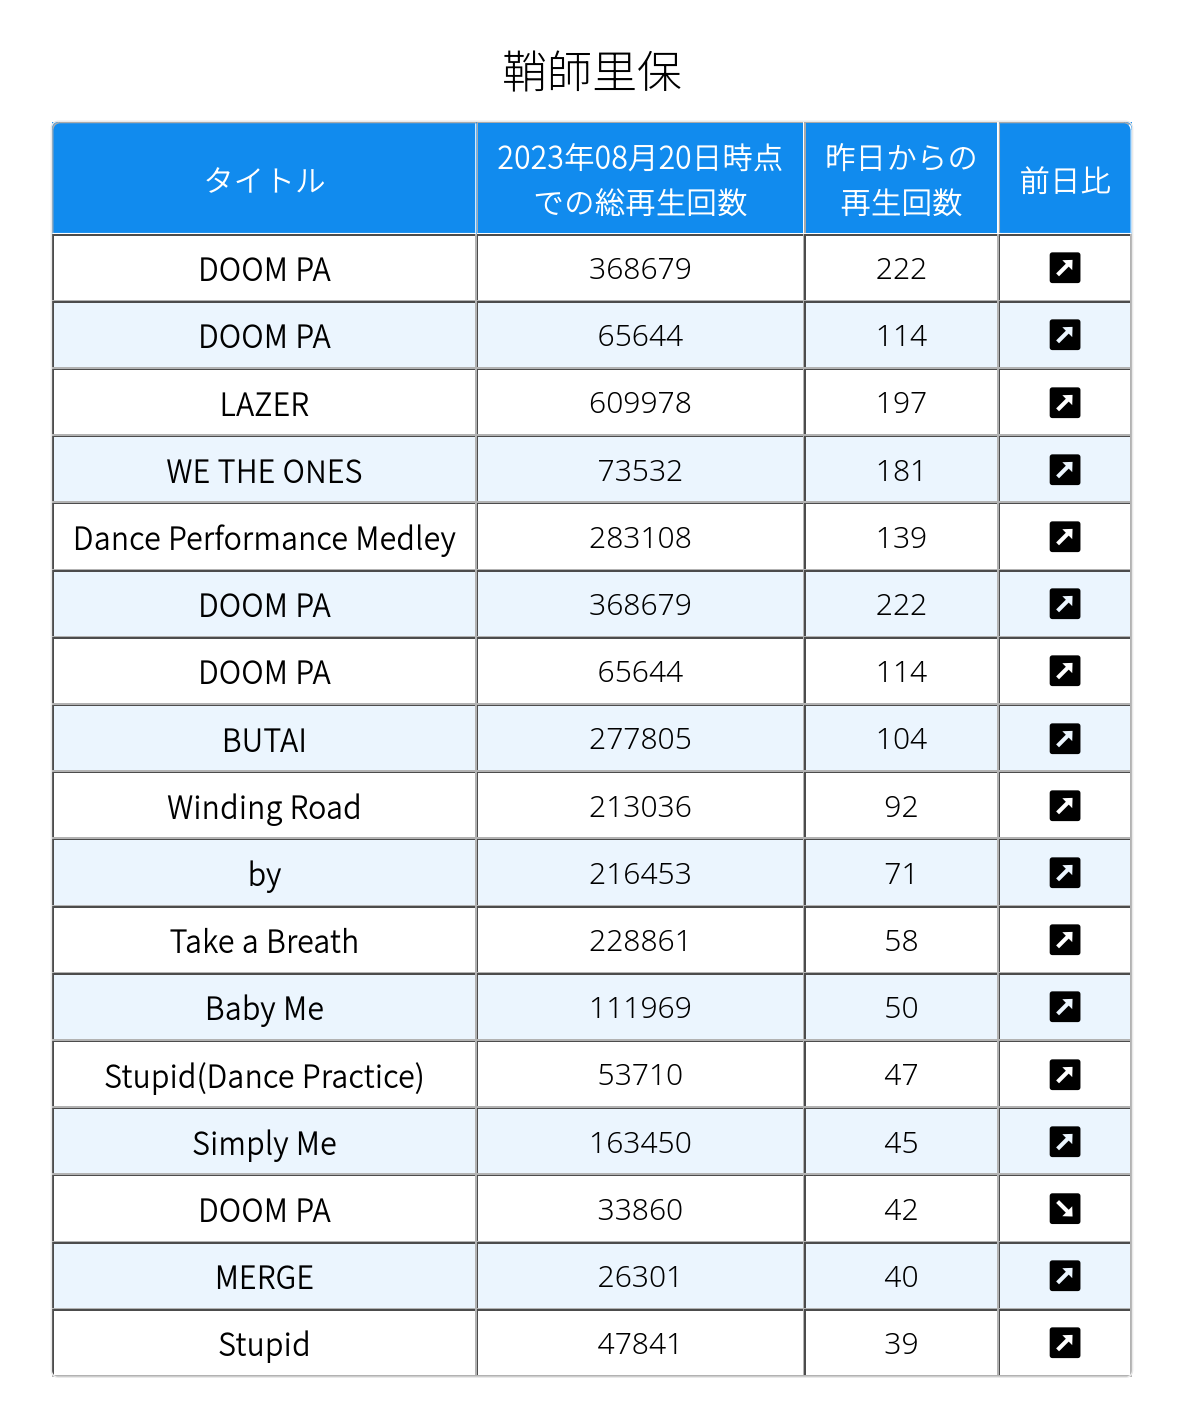 鞘師里保
タイトル 2023年08月20日時点での総再生回数 昨日からの再生回数 前日比
DOOM PA 368679 222 ↗
DOOM PA 65644 114 ↗
LAZER 609978 197 ↗
WE THE ONES 73532 181 ↗
Dance Performance Medley 283108 139 ↗
DOOM PA 368679 222 ↗
DOOM PA 65644 114 ↗
BUTAI 277805 104 ↗
Winding Road 213036 92 ↗
by 216453 71 ↗
Take a Breath 228861 58 ↗
Baby Me 111969 50 ↗
Stupid(Dance Practice) 53710 47 ↗
Simply Me 163450 45 ↗
DOOM PA 33860 42 ↘
MERGE 26301 40 ↗
Stupid 47841 39 ↗